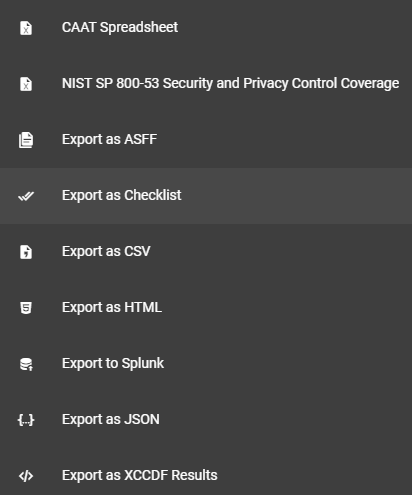 CAAT Spreadsheet
NIST SP 800-53 Security and Privacy Control Coverage
Export as ASFF
Export as Checklist
Export as CSV
Export as HTML
Export to Splunk
Export as JSON
Export as XCCDF Results